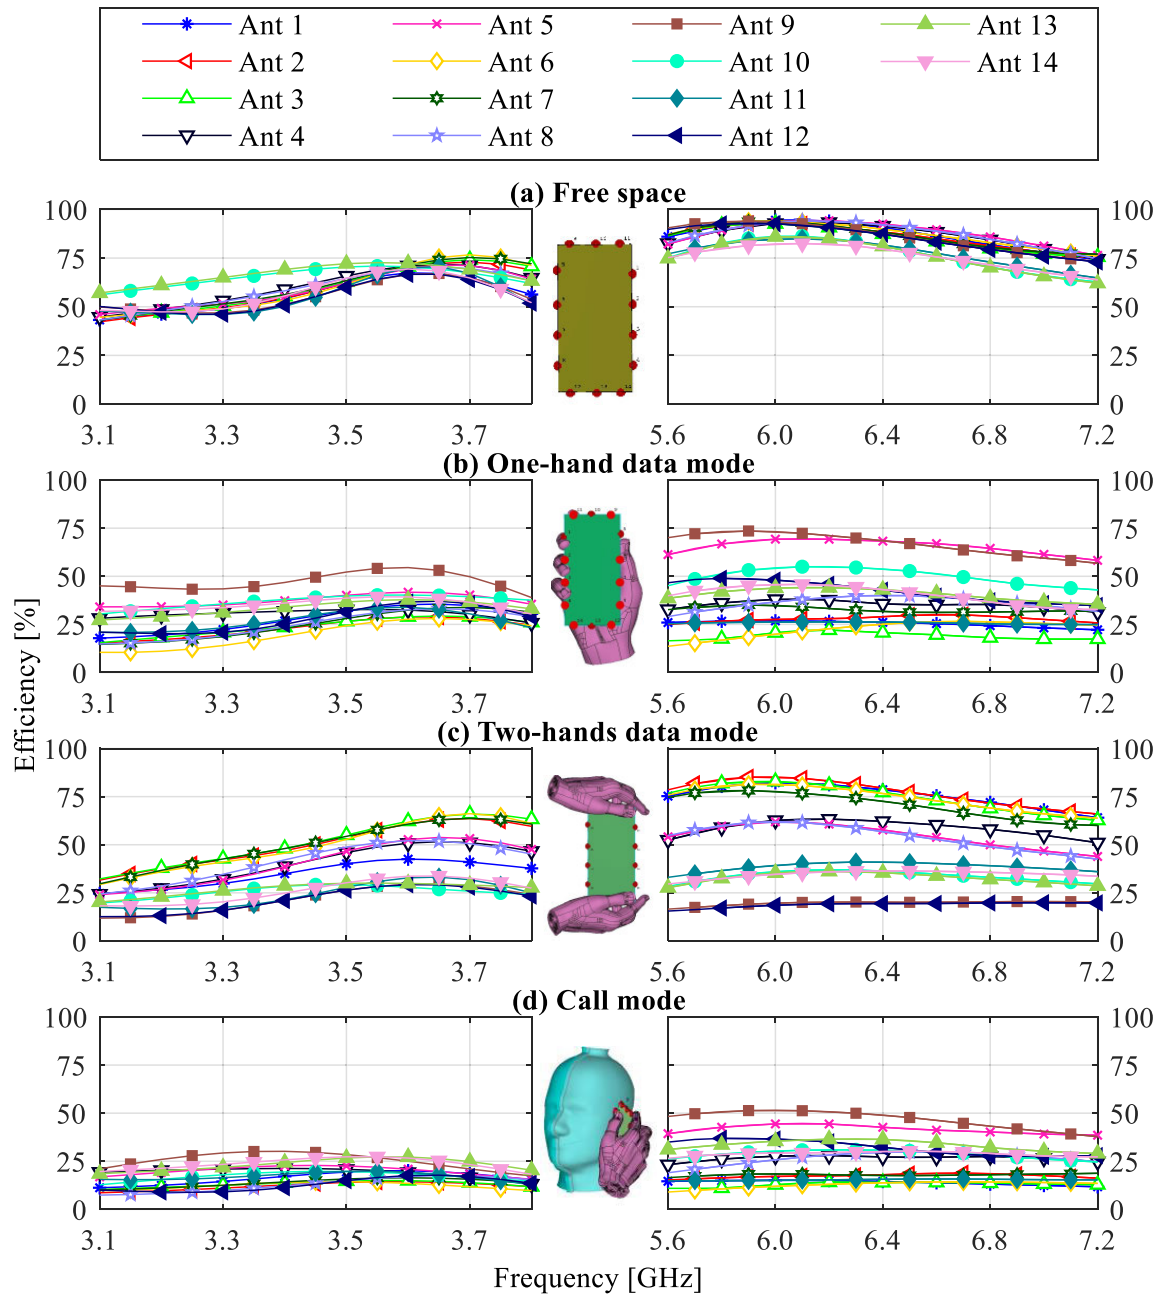 Ant 1 Ant 5 Ant 9 Ant 13
Ant 2 Ant 6 Ant 10 Ant 14
Ant 3 Ant 7 Ant 11
Ant 4 Ant 8 Ant 12
(a) Free space
100 100
75 75
50 50
25 25
0 0
3.1 3.3 3.5 3.7 5.6 6.0 6.4 6.8 7.2
(b) One-hand data mode
100 100
75 75
50 50
25 25
0 0
3.1 3.3 3.5 3.7 5.6 6.0 6.4 6.8 7.2
Efficiency [%]
(c) Two-hands data mode
100 100
75 75
50 50
25 25
0 0
3.1 3.3 3.5 3.7 5.6 6.0 6.4 6.8 7.2
(d) Call mode
100 100
75 75
50 50
25 25
0 0
3.1 3.3 3.5 3.7 5.6 6.0 6.4 6.8 7.2
Frequency [GHz]